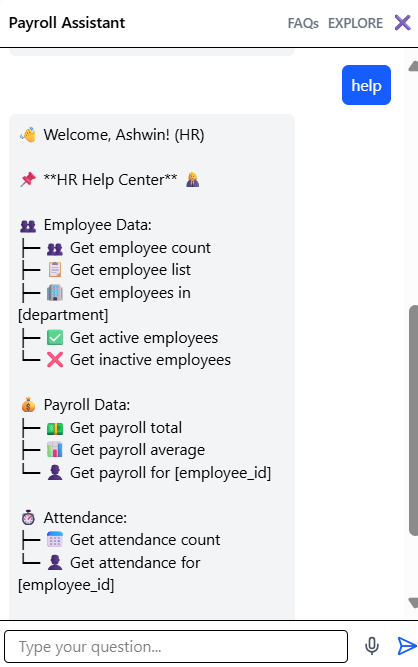 Payroll Assistant FAQs EXPLORE
help
👋 Welcome, Ashwin! (HR)
📌 **HR Help Center** 👩‍💼
👥 Employee Data:
├─ 👥 Get employee count
├─ 📋 Get employee list
├─ 🏢 Get employees in
[department]
├─ ✅ Get active employees
└─ ❌ Get inactive employees
💰 Payroll Data:
├─ 💵 Get payroll total
├─ 📊 Get payroll average
└─ 👤 Get payroll for [employee_id]
⏱️ Attendance:
├─ 📅 Get attendance count
└─ 👤 Get attendance for
[employee_id]
Type your question...